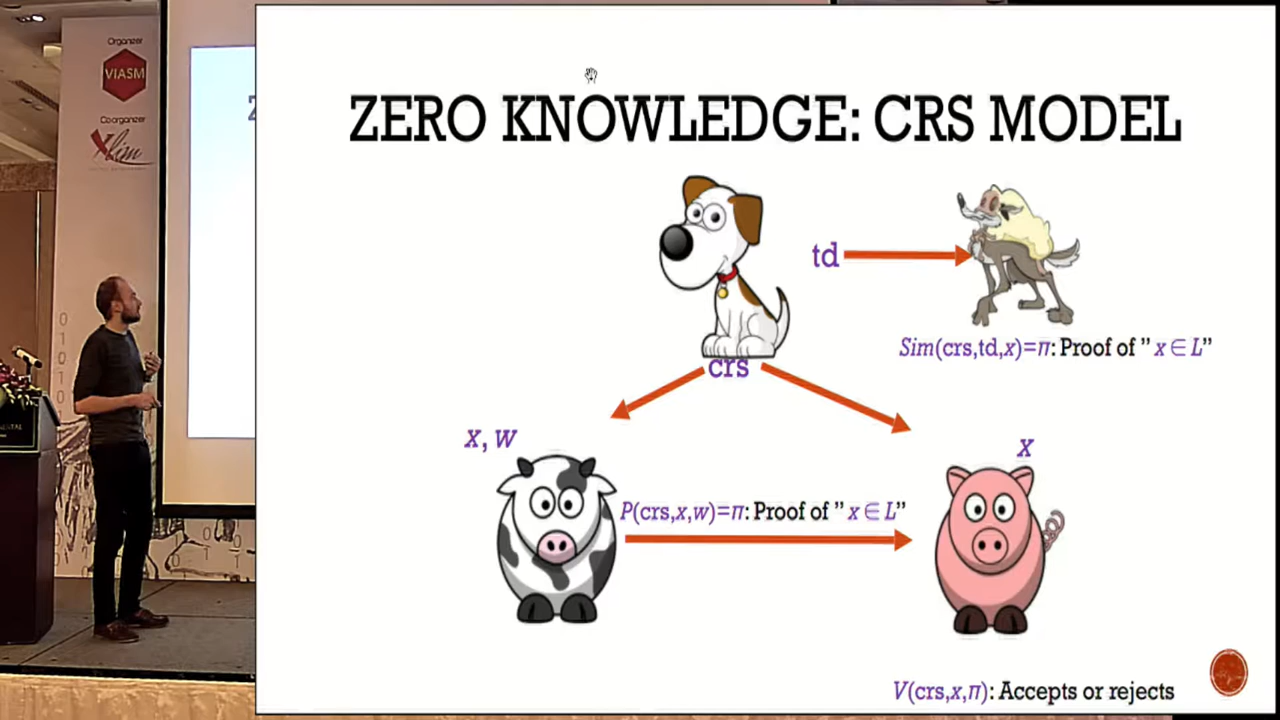 Organizer
VIASM
Co-organizer
Xlim
ZERO KNOWLEDGE: CRS MODEL
td
Sim(crs,td,x)=π: Proof of " x ∈ L"
crs
x, w
x
P(crs,x,w)=π: Proof of " x ∈ L"
V(crs,x,π): Accepts or rejects